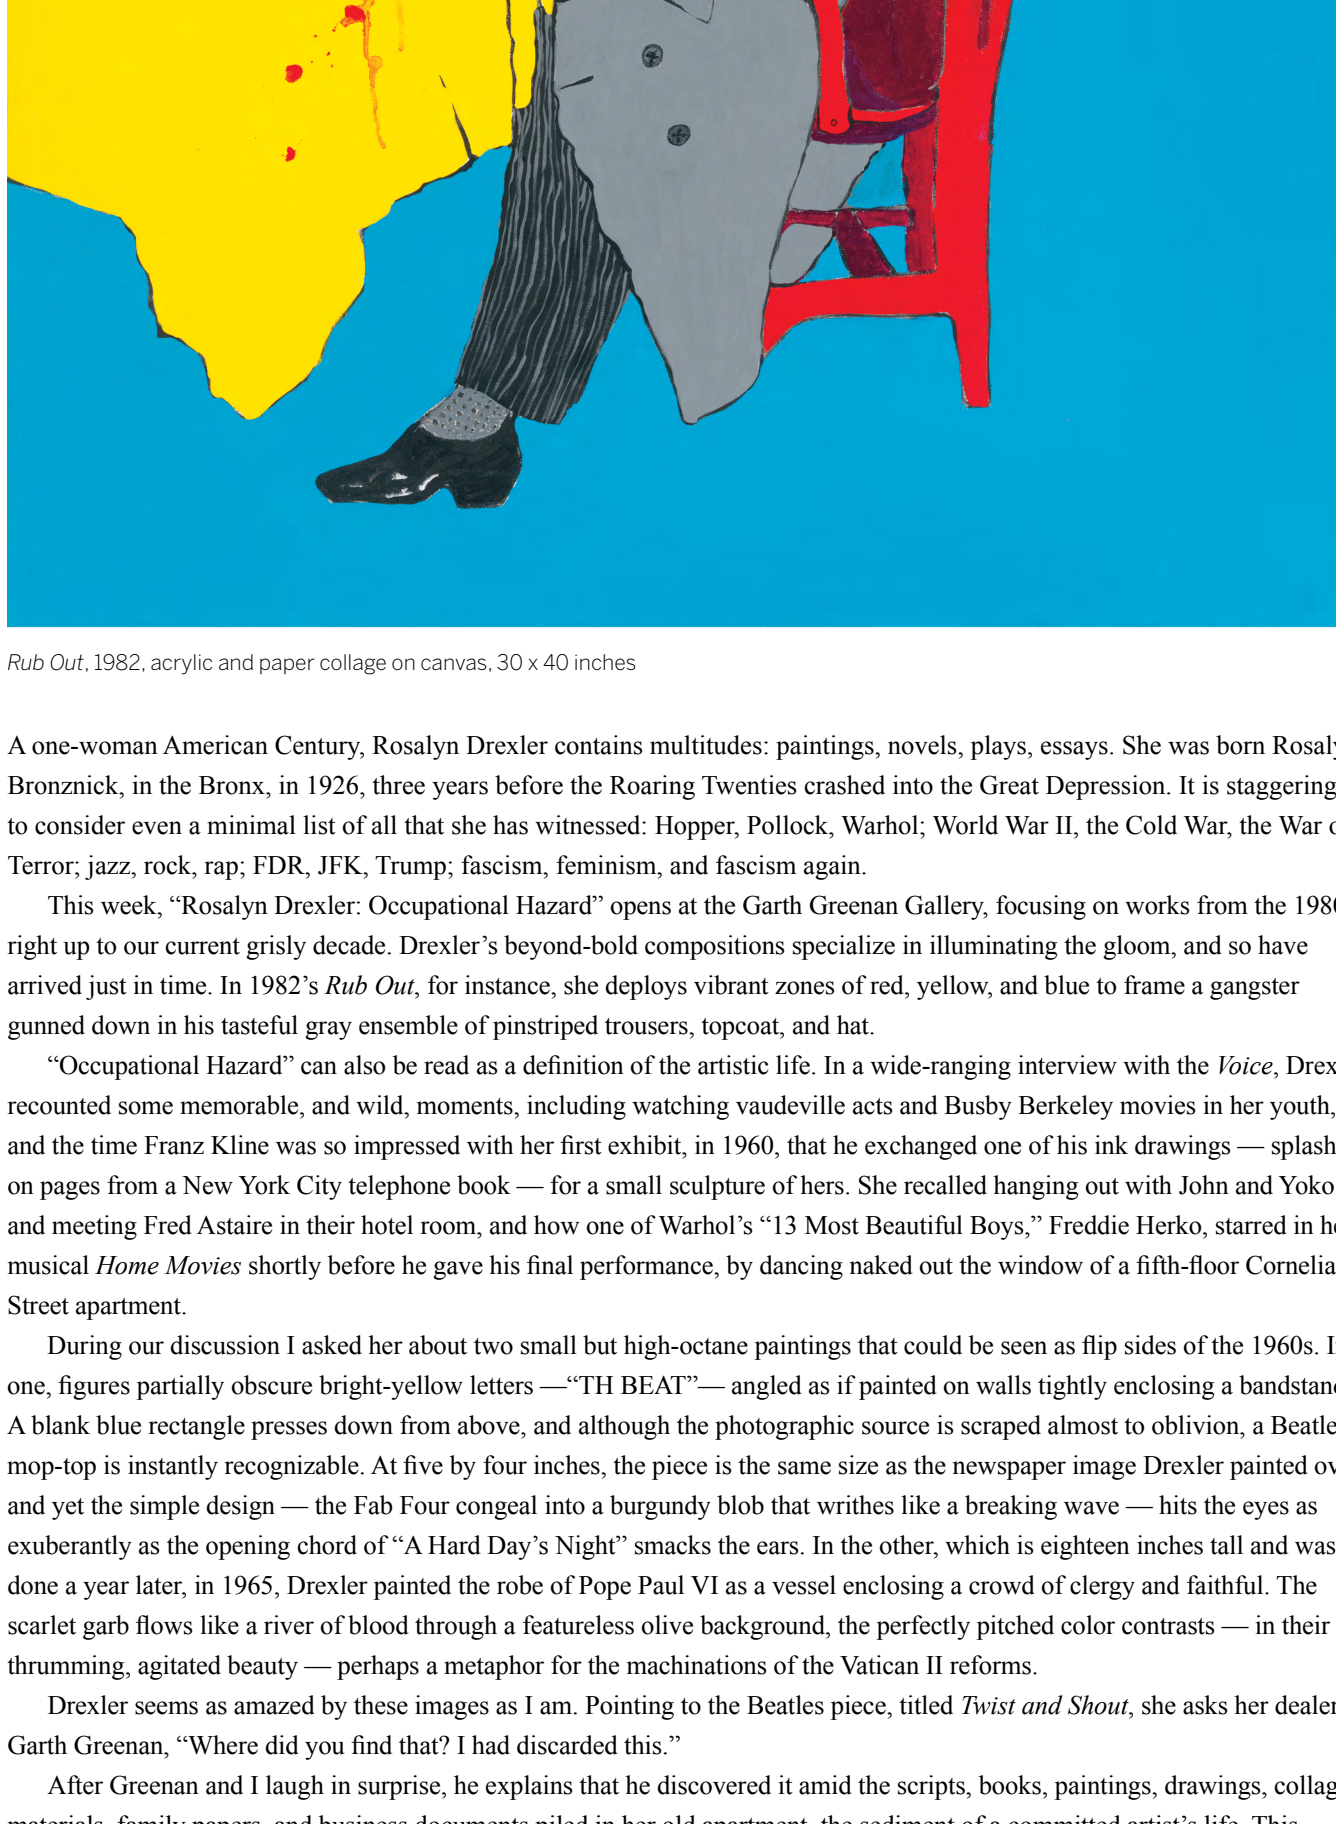 Rub Out, 1982, acrylic and paper collage on canvas, 30 x 40 inches
A one-woman American Century, Rosalyn Drexler contains multitudes: paintings, novels, plays, essays. She was born Rosaly
Bronznick, in the Bronx, in 1926, three years before the Roaring Twenties crashed into the Great Depression. It is staggering
to consider even a minimal list of all that she has witnessed: Hopper, Pollock, Warhol; World War II, the Cold War, the War
Terror; jazz, rock, rap; FDR, JFK, Trump; fascism, feminism, and fascism again.
This week, “Rosalyn Drexler: Occupational Hazard” opens at the Garth Greenan Gallery, focusing on works from the 198
right up to our current grisly decade. Drexler’s beyond-bold compositions specialize in illuminating the gloom, and so have
arrived just in time. In 1982’s Rub Out, for instance, she deploys vibrant zones of red, yellow, and blue to frame a gangster
gunned down in his tasteful gray ensemble of pinstriped trousers, topcoat, and hat.
“Occupational Hazard” can also be read as a definition of the artistic life. In a wide-ranging interview with the Voice, Drex
recounted some memorable, and wild, moments, including watching vaudeville acts and Busby Berkeley movies in her youth,
and the time Franz Kline was so impressed with her first exhibit, in 1960, that he exchanged one of his ink drawings — splash
on pages from a New York City telephone book — for a small sculpture of hers. She recalled hanging out with John and Yoko
and meeting Fred Astaire in their hotel room, and how one of Warhol’s “13 Most Beautiful Boys,” Freddie Herko, starred in
musical Home Movies shortly before he gave his final performance, by dancing naked out the window of a fifth-floor Cornelia
Street apartment.
During our discussion I asked her about two small but high-octane paintings that could be seen as flip sides of the 1960s. I
one, figures partially obscure bright-yellow letters —“TH BEAT”— angled as if painted on walls tightly enclosing a bandstan
A blank blue rectangle presses down from above, and although the photographic source is scraped almost to oblivion, a Beatle
mop-top is instantly recognizable. At five by four inches, the piece is the same size as the newspaper image Drexler painted ov
and yet the simple design — the Fab Four congeal into a burgundy blob that writhes like a breaking wave — hits the eyes as
exuberantly as the opening chord of “A Hard Day’s Night” smacks the ears. In the other, which is eighteen inches tall and was
done a year later, in 1965, Drexler painted the robe of Pope Paul VI as a vessel enclosing a crowd of clergy and faithful. The
scarlet garb flows like a river of blood through a featureless olive background, the perfectly pitched color contrasts — in their
thrumming, agitated beauty — perhaps a metaphor for the machinations of the Vatican II reforms.
Drexler seems as amazed by these images as I am. Pointing to the Beatles piece, titled Twist and Shout, she asks her dealer
Garth Greenan, “Where did you find that? I had discarded this.”
After Greenan and I laugh in surprise, he explains that he discovered it amid the scripts, books, paintings, drawings, collag
materials, family papers, and business documents piled in her old apartment, the sediment of a committed artist’s life. This